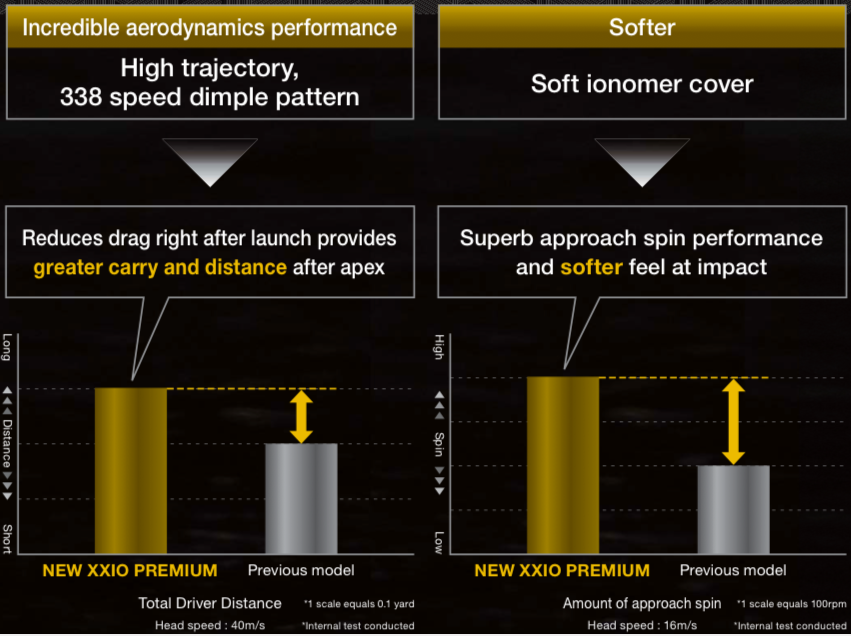 Incredible aerodynamics performance
High trajectory,
338 speed dimple pattern
Reduces drag right after launch provides
greater carry and distance after apex
Long
Distance
Short
NEW XXIO PREMIUM
Previous model
Total Driver Distance
*1 scale equals 0.1 yard
Head speed : 40m/s
*Internal test conducted
Softer
Soft ionomer cover
Superb approach spin performance
and softer feel at impact
High
Spin
Low
NEW XXIO PREMIUM
Previous model
Amount of approach spin
*1 scale equals 100rpm
Head speed : 16m/s
*Internal test conducted